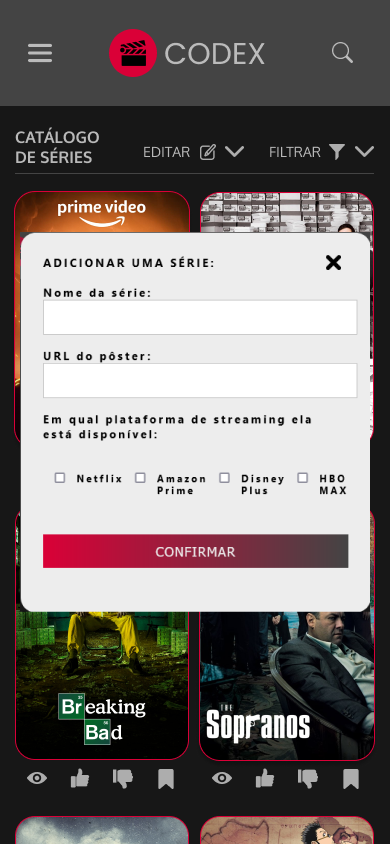 CODEX
CATÁLOGO
DE SÉRIES
EDITAR
FILTRAR
prime video
ADICIONAR UMA SÉRIE:
Nome da série:
URL do pôster:
Em qual plataforma de streaming ela
está disponível:
Netflix
Amazon
Prime
Disney
Plus
HBO
MAX
CONFIRMAR
Breaking
Bad
THE
Sopranos